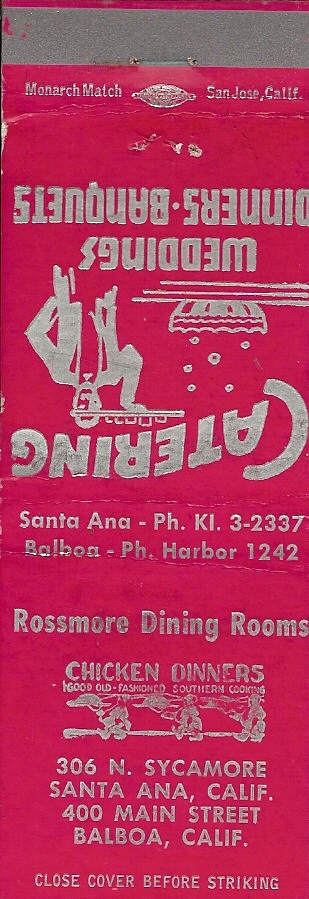 Monarch Match San Jose, Calif.
DINNERS · BANQUETS
WEDDINGS
CATERING
Santa Ana - Ph. KI. 3-2337
Balboa - Ph. Harbor 1242
Rossmore Dining Rooms
CHICKEN DINNERS
GOOD OLD-FASHIONED SOUTHERN COOKING
306 N. SYCAMORE
SANTA ANA, CALIF.
400 MAIN STREET
BALBOA, CALIF.
CLOSE COVER BEFORE STRIKING